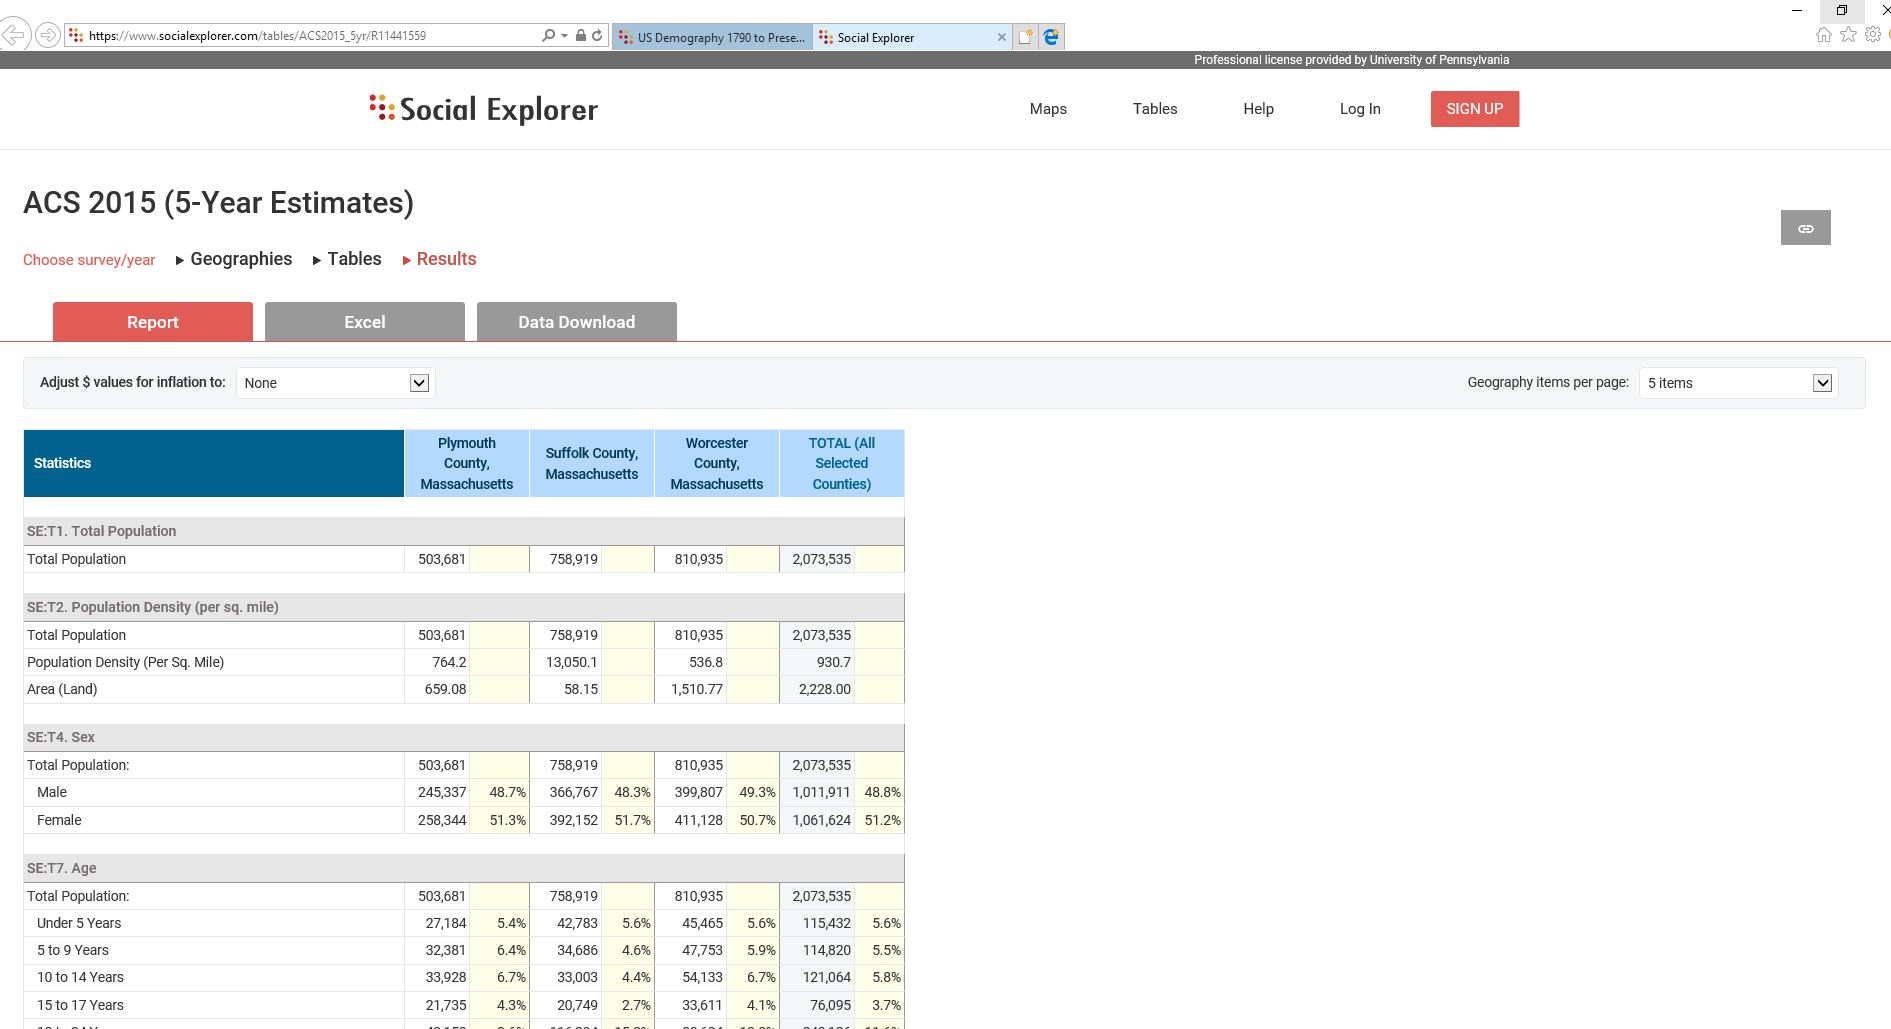 https://www.socialexplorer.com/tables/ACS2015_5yr/R11441559
US Demography 1790 to Prese...
Social Explorer
Professional license provided by University of Pennsylvania
Social Explorer
Maps Tables Help Log In SIGN UP
ACS 2015 (5-Year Estimates)
Choose survey/year Geographies Tables Results
Report Excel Data Download
Adjust $ values for inflation to: None Geography items per page: 5 items
Statistics
Plymouth County, Massachusetts
Suffolk County, Massachusetts
Worcester County, Massachusetts
TOTAL (All Selected Counties)
SE:T1. Total Population
Total Population 503,681 758,919 810,935 2,073,535
SE:T2. Population Density (per sq. mile)
Total Population 503,681 758,919 810,935 2,073,535
Population Density (Per Sq. Mile) 764.2 13,050.1 536.8 930.7
Area (Land) 659.08 58.15 1,510.77 2,228.00
SE:T4. Sex
Total Population: 503,681 758,919 810,935 2,073,535
Male 245,337 48.7% 366,767 48.3% 399,807 49.3% 1,011,911 48.8%
Female 258,344 51.3% 392,152 51.7% 411,128 50.7% 1,061,624 51.2%
SE:T7. Age
Total Population: 503,681 758,919 810,935 2,073,535
Under 5 Years 27,184 5.4% 42,783 5.6% 45,465 5.6% 115,432 5.6%
5 to 9 Years 32,381 6.4% 34,686 4.6% 47,753 5.9% 114,820 5.5%
10 to 14 Years 33,928 6.7% 33,003 4.4% 54,133 6.7% 121,064 5.8%
15 to 17 Years 21,735 4.3% 20,749 2.7% 33,611 4.1% 76,095 3.7%